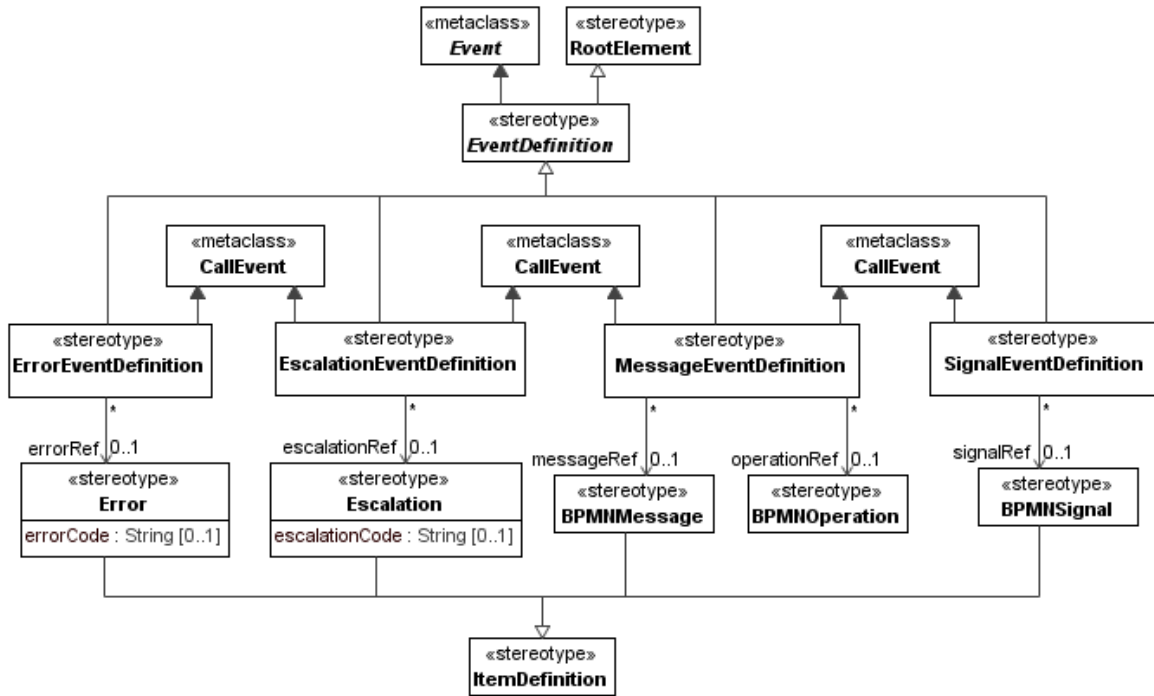 «metaclass»
Event
«stereotype»
RootElement
«stereotype»
EventDefinition
«metaclass»
CallEvent
«metaclass»
CallEvent
«metaclass»
CallEvent
«stereotype»
ErrorEventDefinition
«stereotype»
EscalationEventDefinition
«stereotype»
MessageEventDefinition
«stereotype»
SignalEventDefinition
*
*
*
*
*
errorRef 0..1
escalationRef 0..1
messageRef 0..1
operationRef 0..1
signalRef 0..1
«stereotype»
Error
errorCode : String [0..1]
«stereotype»
Escalation
escalationCode : String [0..1]
«stereotype»
BPMNMessage
«stereotype»
BPMNOperation
«stereotype»
BPMNSignal
«stereotype»
ItemDefinition